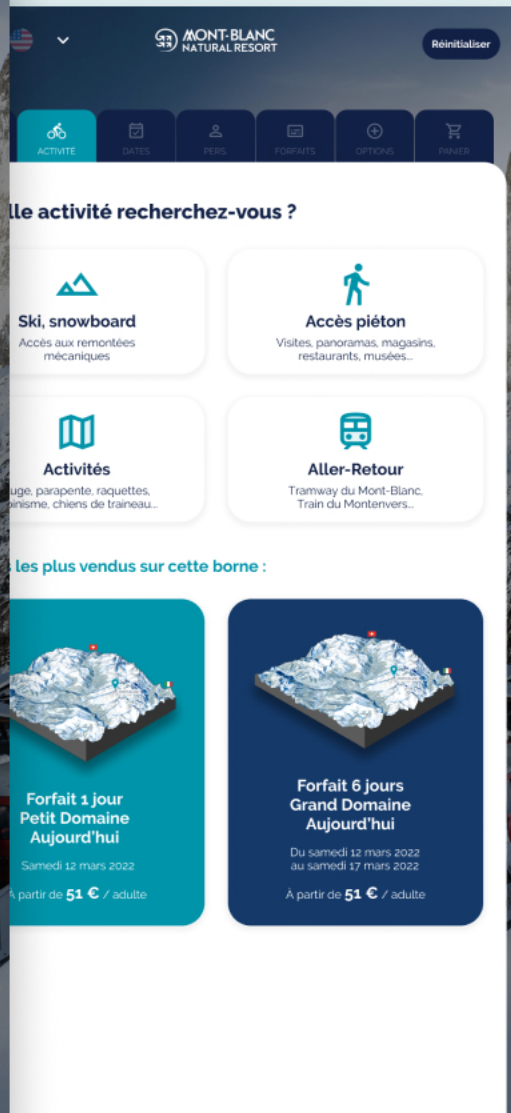 MONT-BLANC
NATURAL RESORT
Réinitialiser
ACTIVITÉ
DATES
PERS.
FORFAITS
OPTIONS
PANIER
lle activité recherchez-vous ?
Ski, snowboard
Accès aux remontées
mécaniques
Accès piéton
Visites, panoramas, magasins,
restaurants, musées...
Activités
uge, parapente, raquettes,
pinisme, chiens de traineau...
Aller-Retour
Tramway du Mont-Blanc,
Train du Montenvers...
les plus vendus sur cette borne :
Forfait 1 jour
Petit Domaine
Aujourd'hui
Samedi 12 mars 2022
À partir de 51 € / adulte
Forfait 6 jours
Grand Domaine
Aujourd'hui
Du samedi 12 mars 2022
au samedi 17 mars 2022
À partir de 51 € / adulte